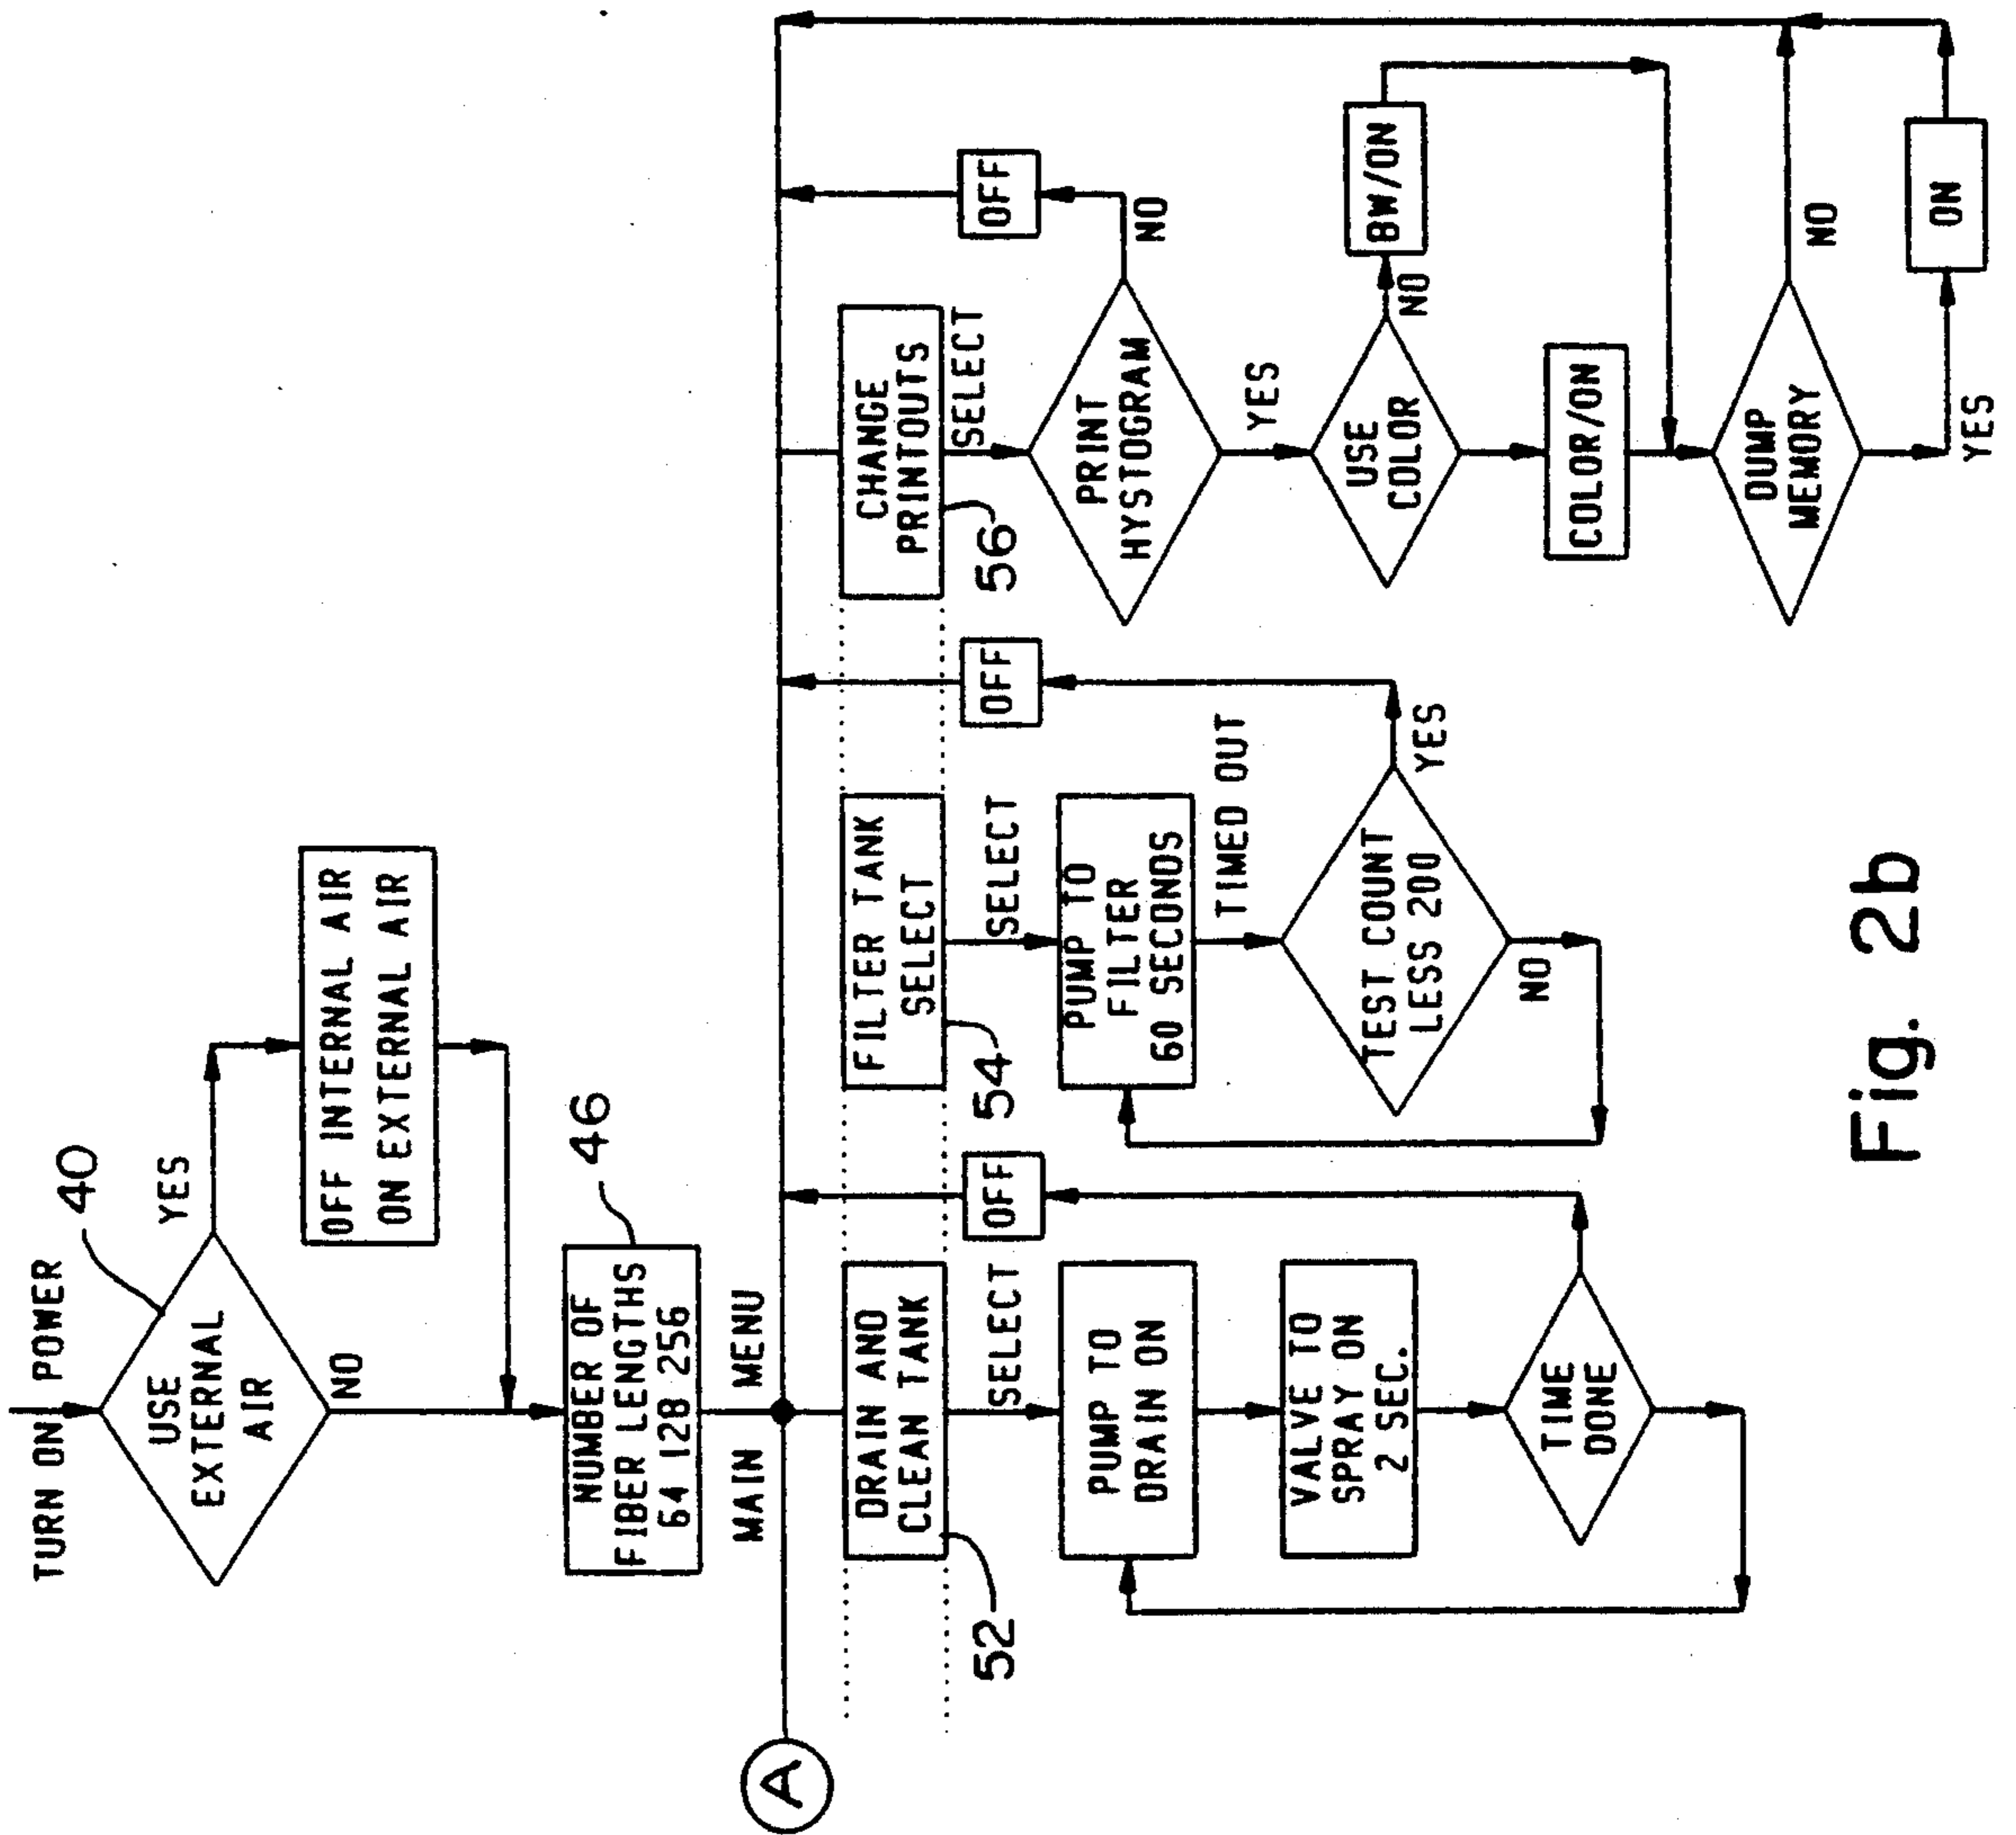 TURN ON POWER
40
USE
EXTERNAL
AIR
YES
NO
OFF INTERNAL AIR
ON EXTERNAL AIR
46
NUMBER OF
FIBER LENGTHS
64 128 256
MAIN MENU
A
DRAIN AND
CLEAN TANK
52
SELECT
PUMP TO
DRAIN ON
VALVE TO
SPRAY ON
2 SEC.
TIME
DONE
OFF
FILTER TANK
SELECT
54
SELECT
PUMP TO
FILTER
60 SECONDS
TIMED OUT
TEST COUNT
LESS 200
YES
NO
OFF
CHANGE
PRINTOUTS
56
SELECT
PRINT
HYSTOGRAM
NO
OFF
YES
USE
COLOR
NO
BW/ON
COLOR/ON
DUMP
MEMORY
NO
YES
ON
Fig. 2b